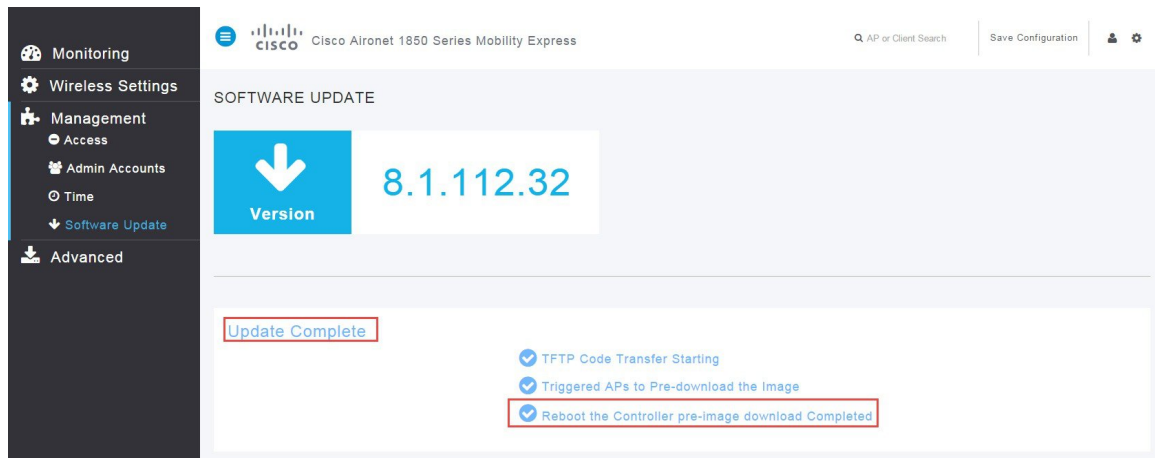 Monitoring
Wireless Settings
Management
Access
Admin Accounts
Time
Software Update
Advanced
CISCO Cisco Aironet 1850 Series Mobility Express
AP or Client Search
Save Configuration
SOFTWARE UPDATE
Version
8.1.112.32
Update Complete
TFTP Code Transfer Starting
Triggered APs to Pre-download the Image
Reboot the Controller pre-image download Completed